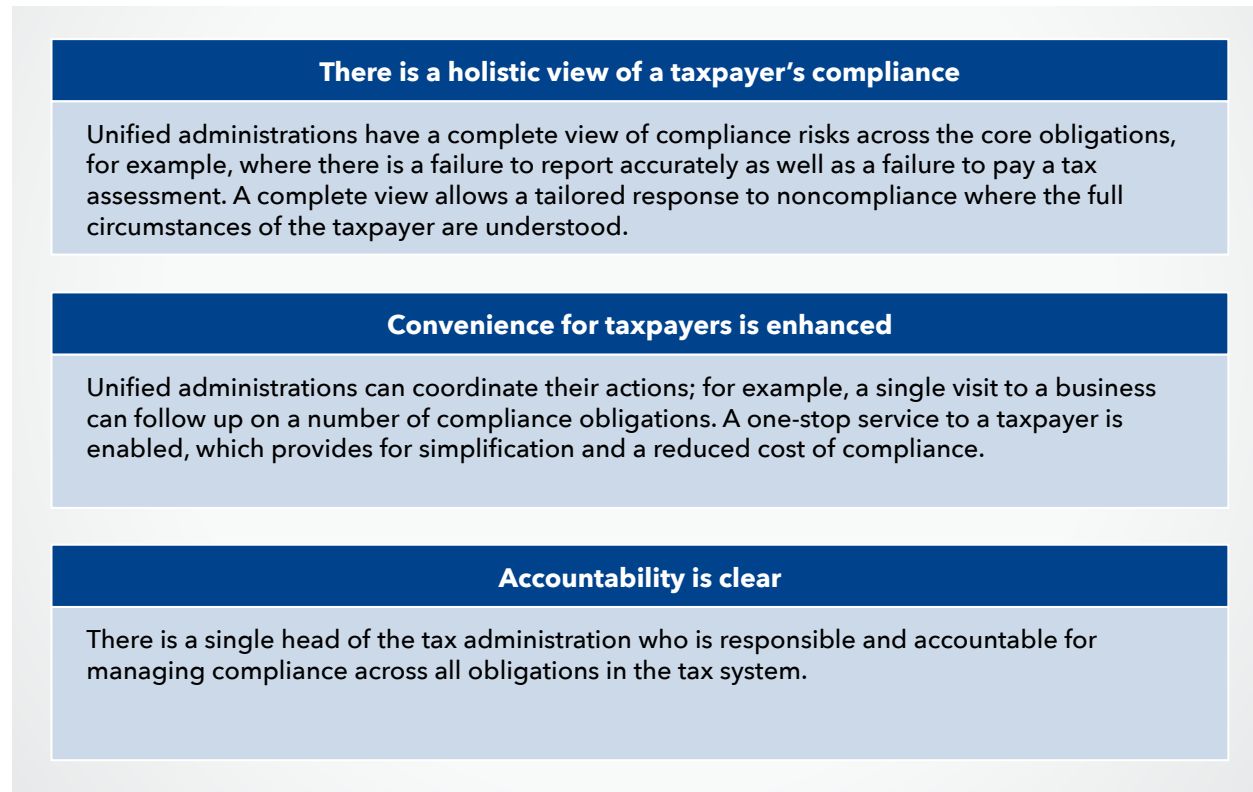 There is a holistic view of a taxpayer’s compliance
Unified administrations have a complete view of compliance risks across the core obligations,
for example, where there is a failure to report accurately as well as a failure to pay a tax
assessment. A complete view allows a tailored response to noncompliance where the full
circumstances of the taxpayer are understood.
Convenience for taxpayers is enhanced
Unified administrations can coordinate their actions; for example, a single visit to a business
can follow up on a number of compliance obligations. A one-stop service to a taxpayer is
enabled, which provides for simplification and a reduced cost of compliance.
Accountability is clear
There is a single head of the tax administration who is responsible and accountable for
managing compliance across all obligations in the tax system.